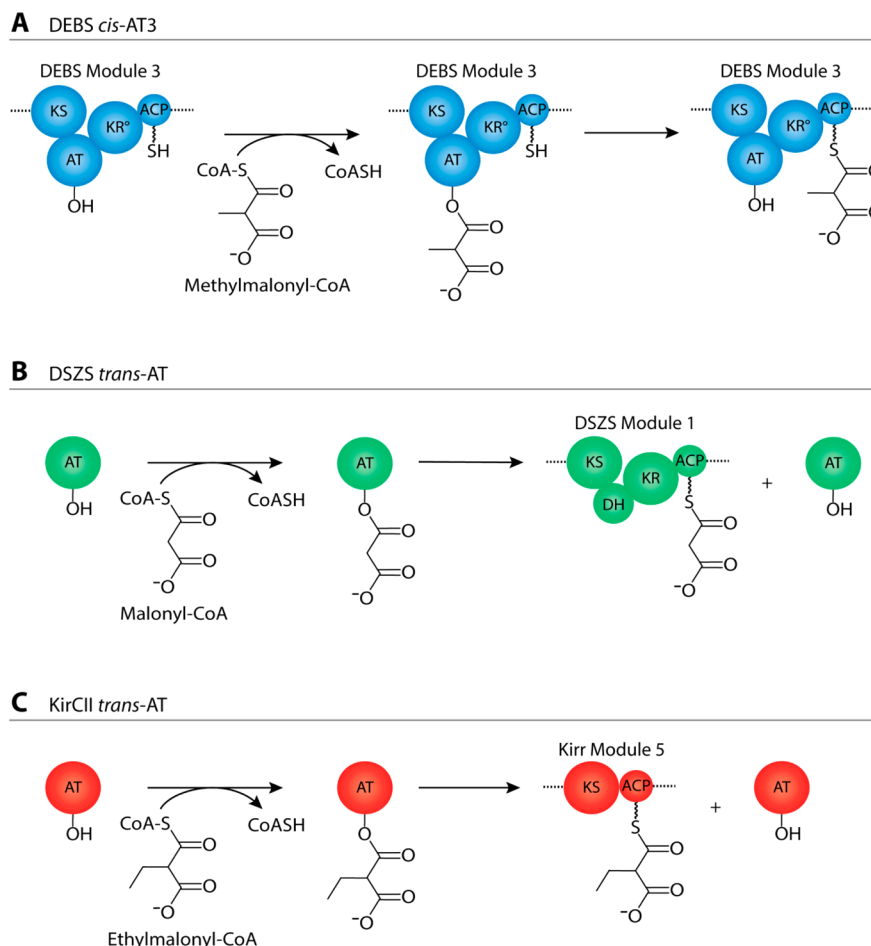 A DEBS cis-AT3
DEBS Module 3
DEBS Module 3
DEBS Module 3
KS
AT
KR°
ACP
SH
OH
CoA-S
O
O
⁻O
CoASH
Methylmalonyl-CoA
KS
AT
KR°
ACP
SH
O
O
O
⁻O
KS
AT
KR°
ACP
OH
S
O
O
⁻O
B DSZS trans-AT
AT
OH
CoA-S
O
O
⁻O
CoASH
Malonyl-CoA
AT
O
O
O
⁻O
DSZS Module 1
KS
DH
KR
ACP
S
O
O
⁻O
+
AT
OH
C KirCII trans-AT
AT
OH
CoA-S
O
O
⁻O
CoASH
Ethylmalonyl-CoA
AT
O
O
O
⁻O
Kirr Module 5
KS
ACP
S
O
O
⁻O
+
AT
OH